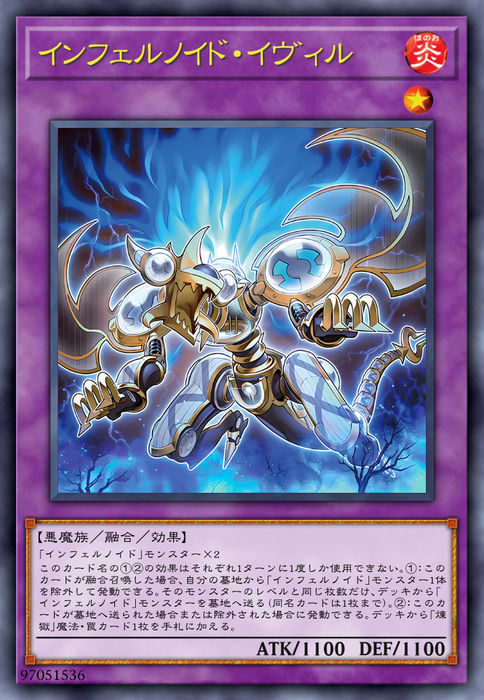 インフェルノイド・イヴィル
ほのお
炎
【悪魔族／融合／効果】
「インフェルノイド」モンスター×2
このカード名の①②の効果はそれぞれ1ターンに1度しか使用できない。①：この
カードが融合召喚した場合、自分の墓地から「インフェルノイド」モンスター1体
を除外して発動できる。そのモンスターのレベルと同じ枚数だけ、デッキから「
インフェルノイド」モンスターを墓地へ送る（同名カードは1枚まで）。②：このカ
ードが墓地へ送られた場合または除外された場合に発動できる。デッキから「煉
獄」魔法・罠カード1枚を手札に加える。
ATK/1100 DEF/1100
97051536